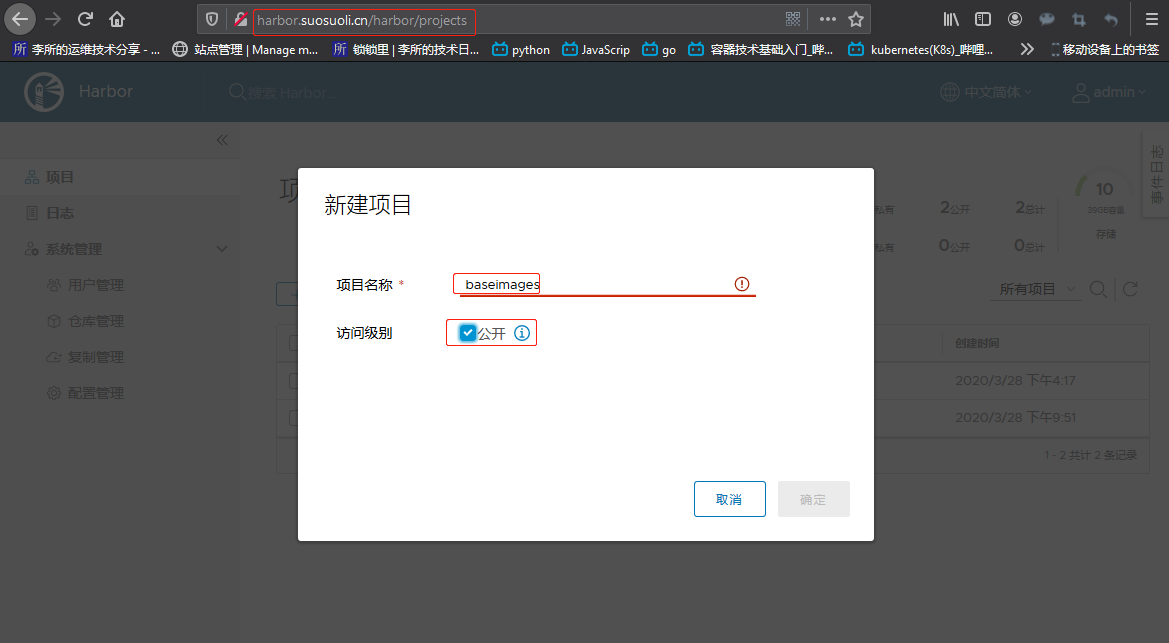 harbor.suosuoli.cn/harbor/projects
所 李所的运维技术分享 - ... 站点管理 | Manage m... 所 锁锁里 | 李所的技术日... python JavaScrip go 容器技术基础入门_哔... kubernetes(K8s)_哔哩... 移动设备上的书签
Harbor 搜索 Harbor... 中文简体 admin
项目
日志
系统管理
用户管理
仓库管理
复制管理
配置管理
项
私有 2公开 2总计
私有 0公开 0总计
10
39GB容量
存储
事件日志
所有项目
创建时间
2020/3/28 下午4:17
2020/3/28 下午9:51
1 - 2 共计 2 条记录
新建项目
项目名称 * baseimages
访问级别 公开
取消 确定